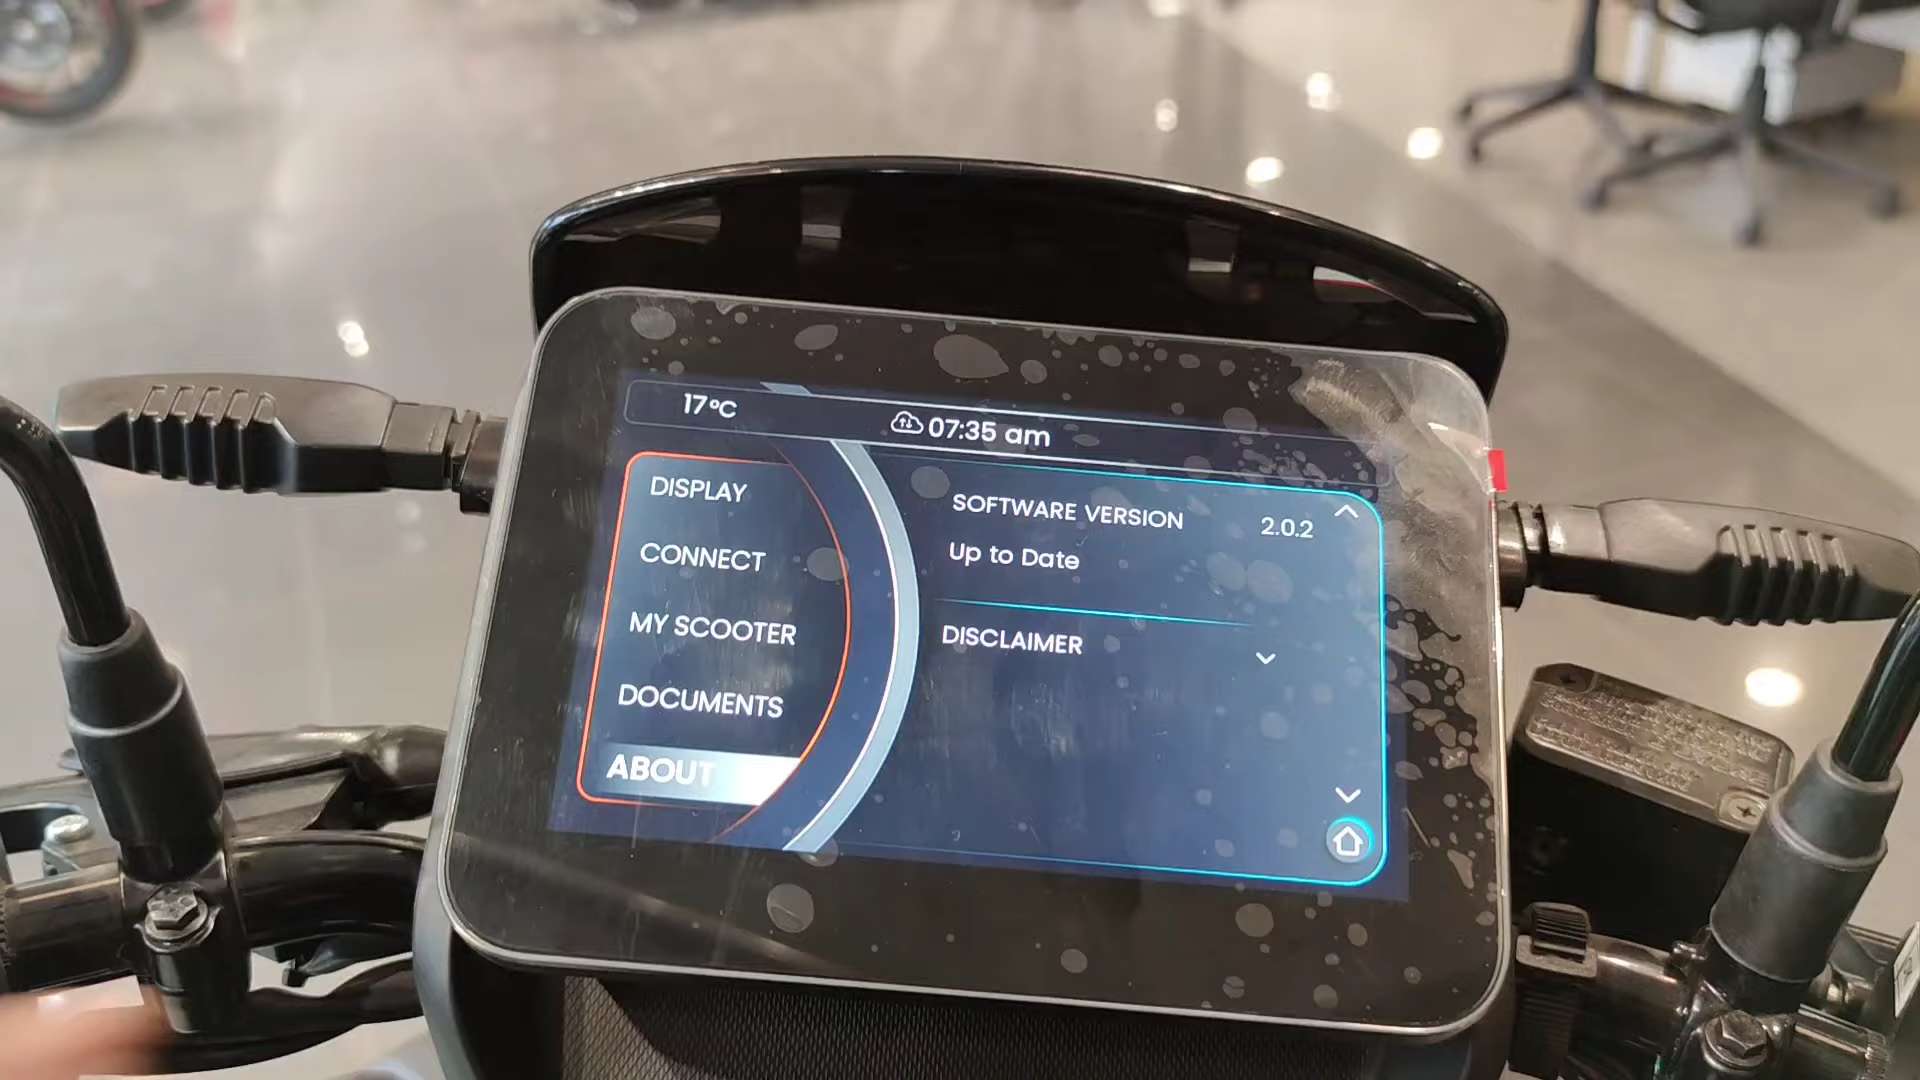 17°C
07:35 am
DISPLAY
CONNECT
MY SCOOTER
DOCUMENTS
ABOUT
SOFTWARE VERSION 2.0.2
Up to Date
DISCLAIMER